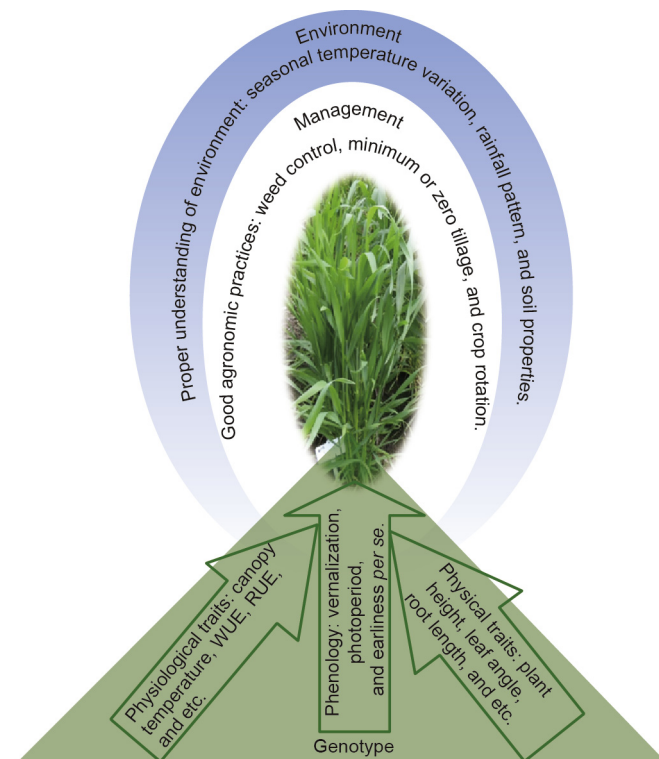 Environment
Proper understanding of environment: seasonal temperature variation, rainfall pattern, and soil properties.
Management
Good agronomic practices: weed control, minimum or zero tillage, and crop rotation.
Physiological traits: canopy
temperature, WUE, RUE,
and etc.
Phenology: vernalization,
photoperiod,
and earliness per se.
Physical traits: plant
height, leaf angle,
root length, and etc.
Genotype